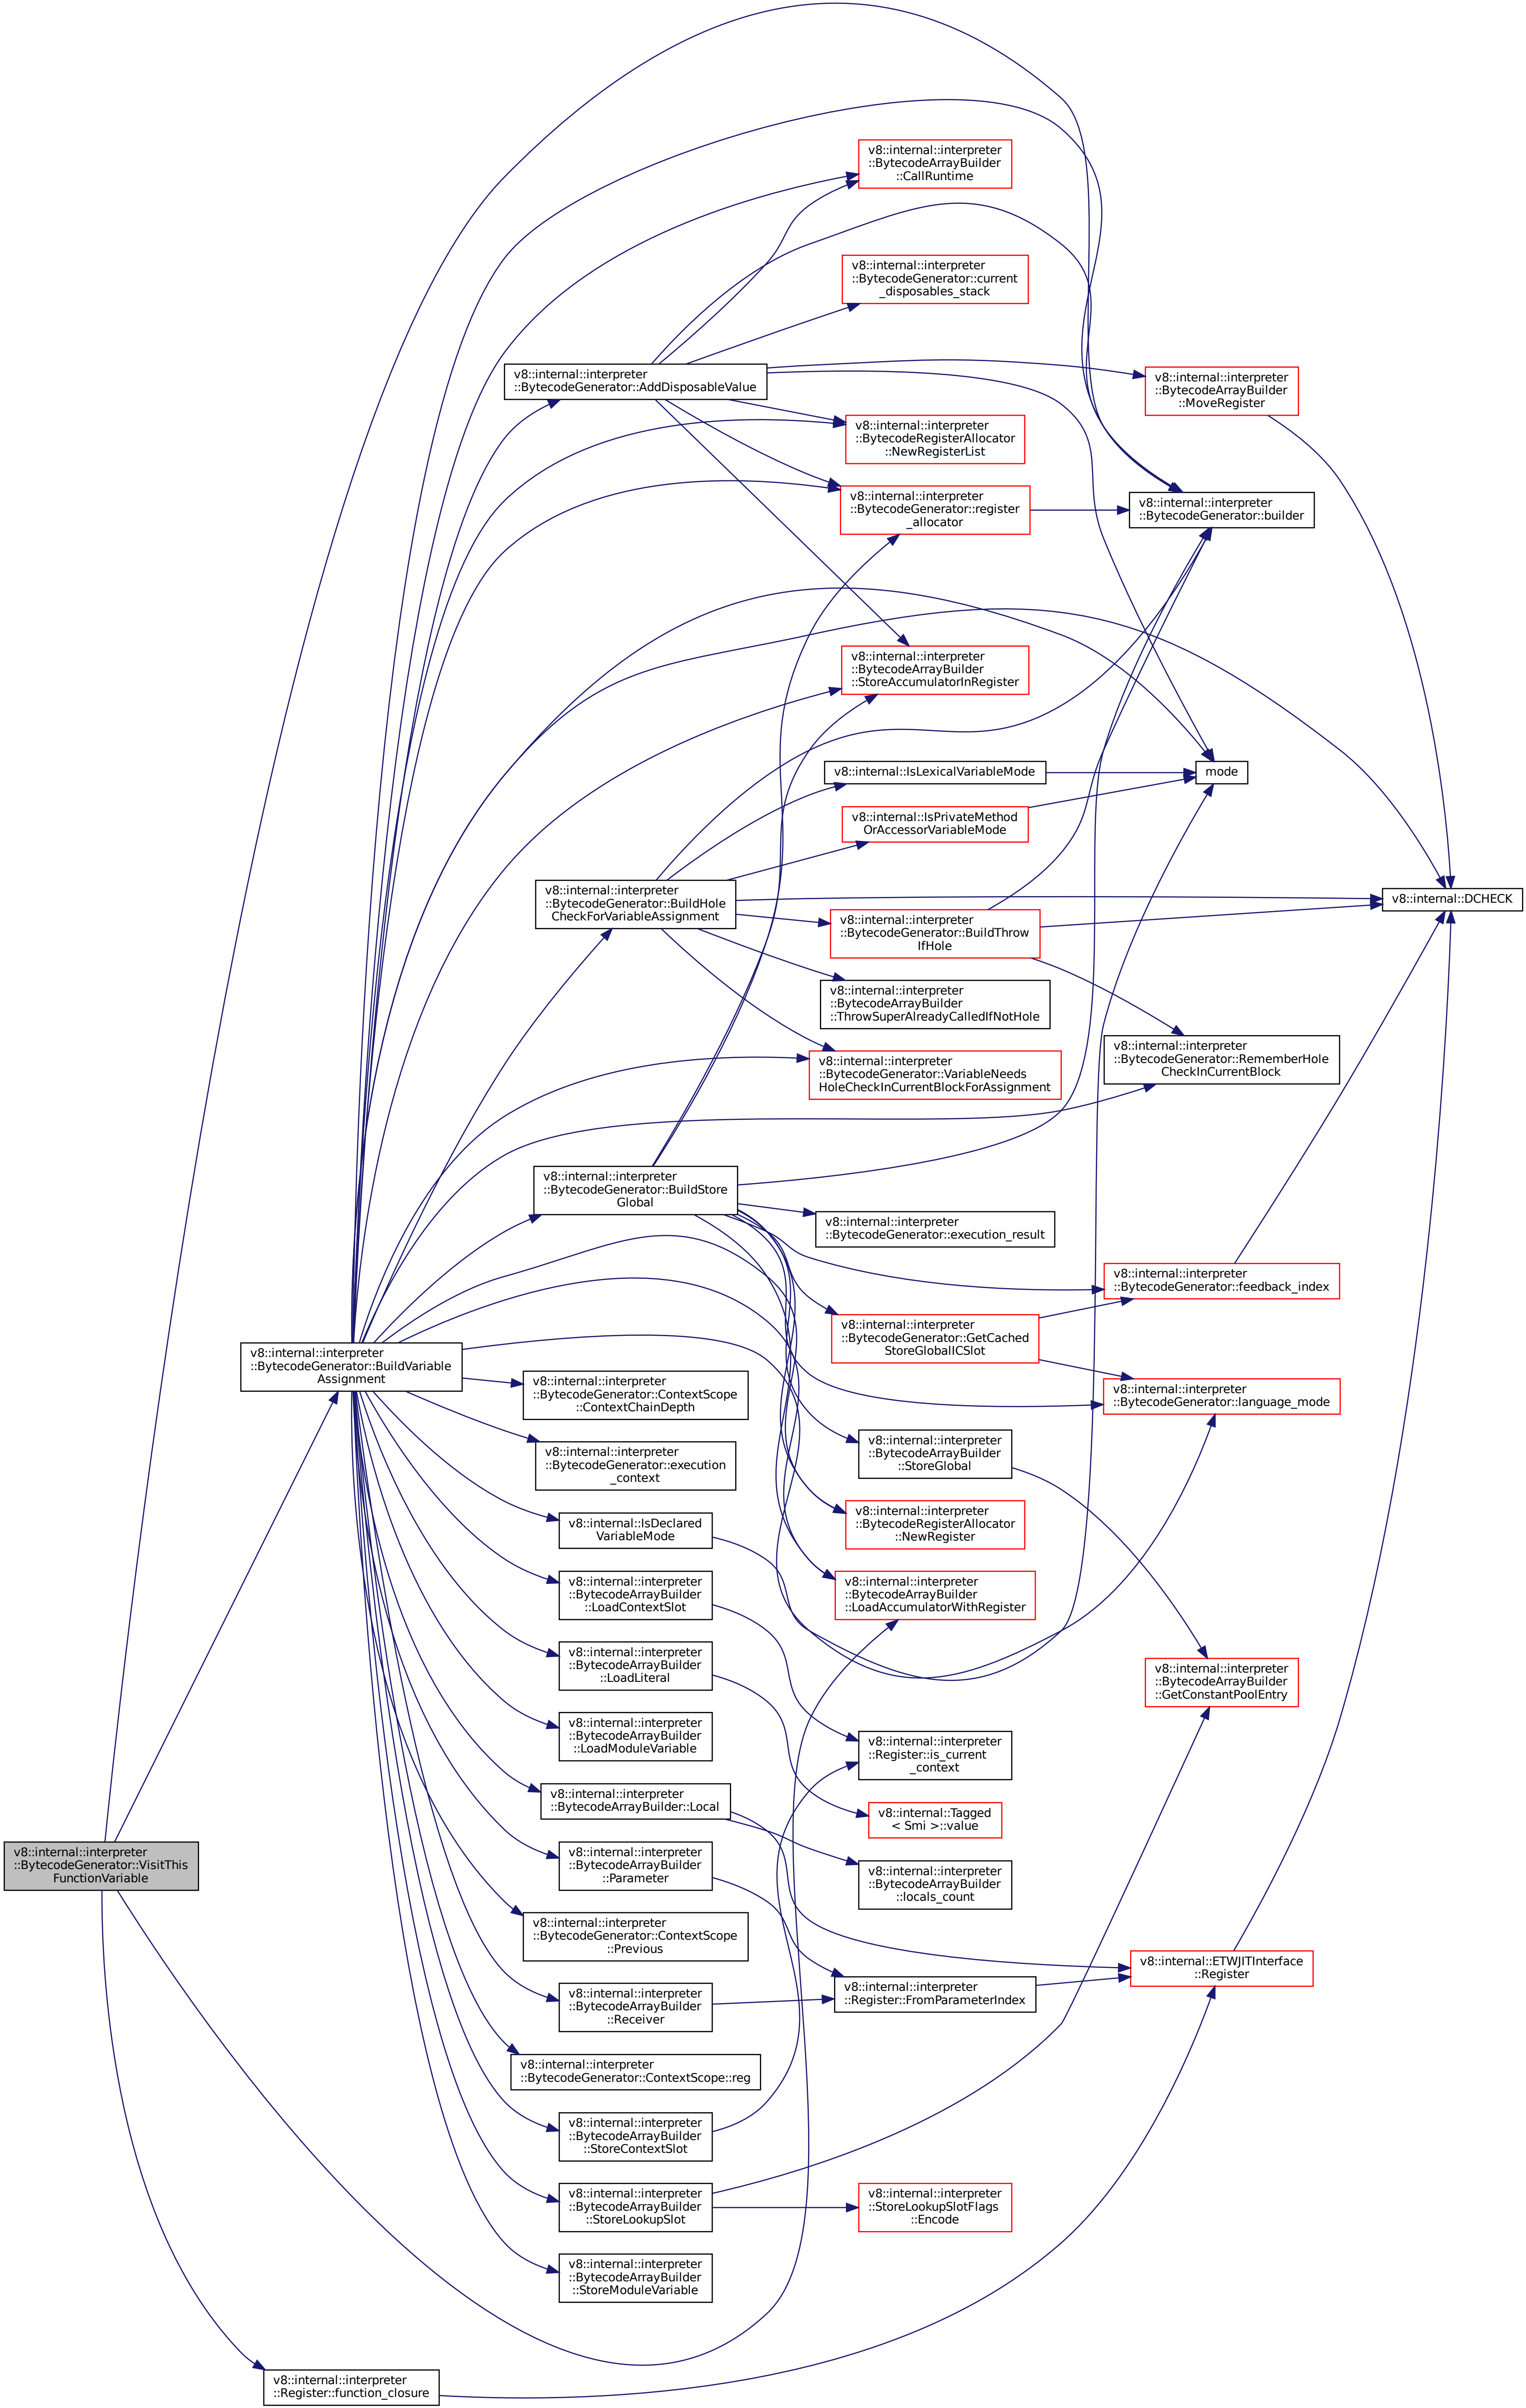 v8::internal::interpreter
::BytecodeArrayBuilder
::CallRuntime
v8::internal::interpreter
::BytecodeGenerator::current
_disposables_stack
v8::internal::interpreter
::BytecodeGenerator::AddDisposableValue
v8::internal::interpreter
::BytecodeArrayBuilder
::MoveRegister
v8::internal::interpreter
::BytecodeRegisterAllocator
::NewRegisterList
v8::internal::interpreter
::BytecodeGenerator::register
_allocator
v8::internal::interpreter
::BytecodeGenerator::builder
v8::internal::interpreter
::BytecodeArrayBuilder
::StoreAccumulatorInRegister
v8::internal::IsLexicalVariableMode
mode
v8::internal::IsPrivateMethod
OrAccessorVariableMode
v8::internal::interpreter
::BytecodeGenerator::BuildHole
CheckForVariableAssignment
v8::internal::DCHECK
v8::internal::interpreter
::BytecodeGenerator::BuildThrow
IfHole
v8::internal::interpreter
::BytecodeArrayBuilder
::ThrowSuperAlreadyCalledIfNotHole
v8::internal::interpreter
::BytecodeGenerator::RememberHole
CheckInCurrentBlock
v8::internal::interpreter
::BytecodeGenerator::VariableNeeds
HoleCheckInCurrentBlockForAssignment
v8::internal::interpreter
::BytecodeGenerator::BuildStore
Global
v8::internal::interpreter
::BytecodeGenerator::execution_result
v8::internal::interpreter
::BytecodeGenerator::feedback_index
v8::internal::interpreter
::BytecodeGenerator::GetCached
StoreGlobalICSlot
v8::internal::interpreter
::BytecodeGenerator::BuildVariable
Assignment
v8::internal::interpreter
::BytecodeGenerator::ContextScope
::ContextChainDepth
v8::internal::interpreter
::BytecodeGenerator::language_mode
v8::internal::interpreter
::BytecodeGenerator::execution
_context
v8::internal::interpreter
::BytecodeArrayBuilder
::StoreGlobal
v8::internal::IsDeclared
VariableMode
v8::internal::interpreter
::BytecodeRegisterAllocator
::NewRegister
v8::internal::interpreter
::BytecodeArrayBuilder
::LoadContextSlot
v8::internal::interpreter
::BytecodeArrayBuilder
::LoadAccumulatorWithRegister
v8::internal::interpreter
::BytecodeArrayBuilder
::LoadLiteral
v8::internal::interpreter
::BytecodeArrayBuilder
::GetConstantPoolEntry
v8::internal::interpreter
::BytecodeArrayBuilder
::LoadModuleVariable
v8::internal::interpreter
::Register::is_current
_context
v8::internal::interpreter
::BytecodeArrayBuilder::Local
v8::internal::Tagged
< Smi >::value
v8::internal::interpreter
::BytecodeGenerator::VisitThis
FunctionVariable
v8::internal::interpreter
::BytecodeArrayBuilder
::Parameter
v8::internal::interpreter
::BytecodeArrayBuilder
::locals_count
v8::internal::interpreter
::BytecodeGenerator::ContextScope
::Previous
v8::internal::ETWJITInterface
::Register
v8::internal::interpreter
::BytecodeArrayBuilder
::Receiver
v8::internal::interpreter
::Register::FromParameterIndex
v8::internal::interpreter
::BytecodeGenerator::ContextScope::reg
v8::internal::interpreter
::BytecodeArrayBuilder
::StoreContextSlot
v8::internal::interpreter
::BytecodeArrayBuilder
::StoreLookupSlot
v8::internal::interpreter
::StoreLookupSlotFlags
::Encode
v8::internal::interpreter
::BytecodeArrayBuilder
::StoreModuleVariable
v8::internal::interpreter
::Register::function_closure